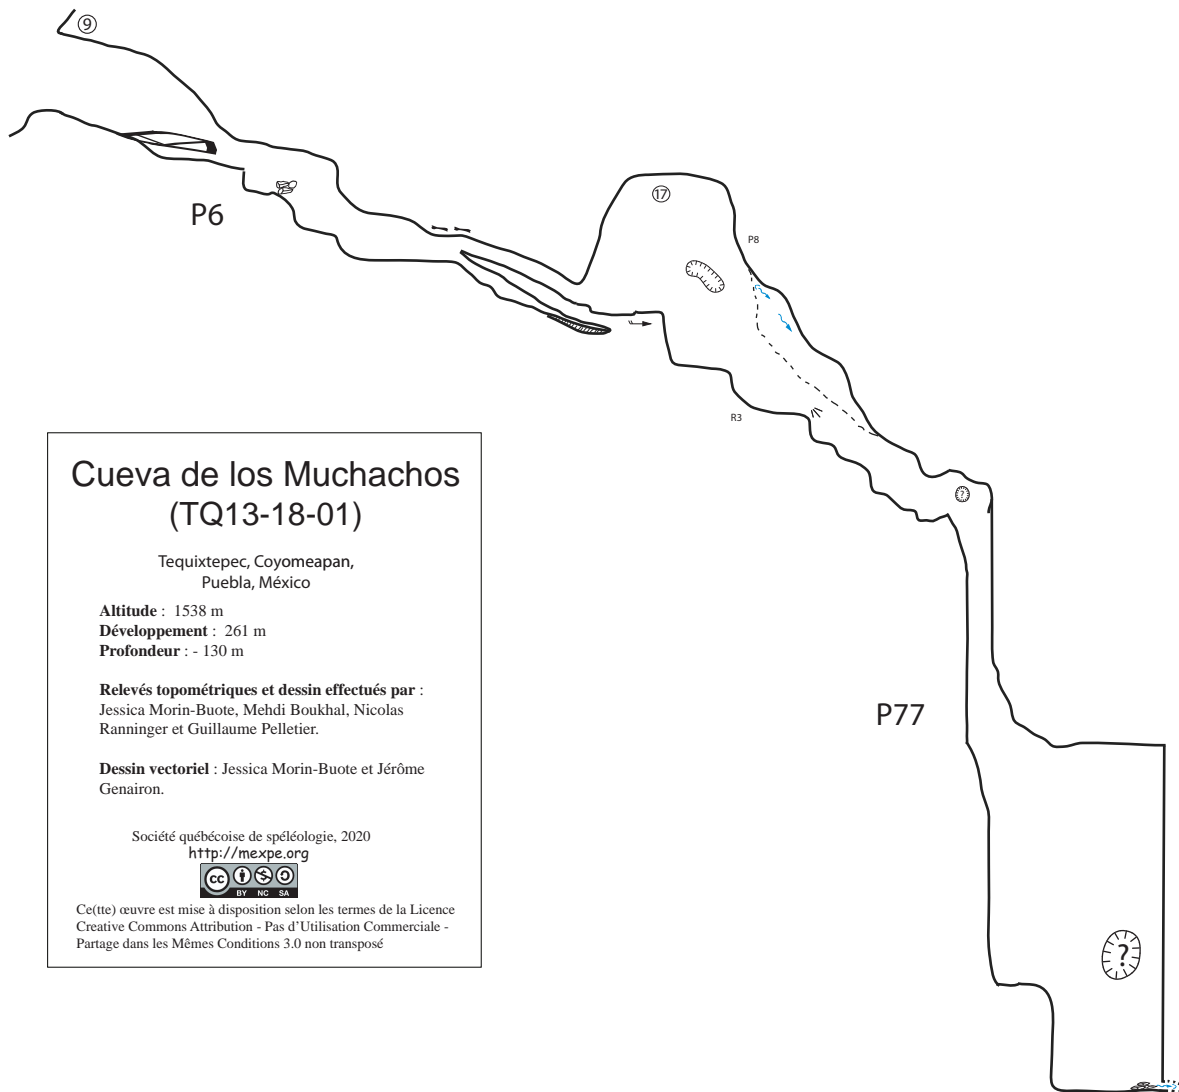 9
P6
17
P8
R3
?
P77
?
Cueva de los Muchachos
(TQ13-18-01)
Tequixtepec, Coyomeapan,
Puebla, México
Altitude : 1538 m
Développement : 261 m
Profondeur : - 130 m
Relevés topométriques et dessin effectués par :
Jessica Morin-Buote, Mehdi Boukhal, Nicolas
Ranninger et Guillaume Pelletier.
Dessin vectoriel : Jessica Morin-Buote et Jérôme
Genairon.
Société québécoise de spéléologie, 2020
http://mexpe.org
cc
BY NC SA
Ce(tte) œuvre est mise à disposition selon les termes de la Licence
Creative Commons Attribution - Pas d’Utilisation Commerciale -
Partage dans les Mêmes Conditions 3.0 non transposé